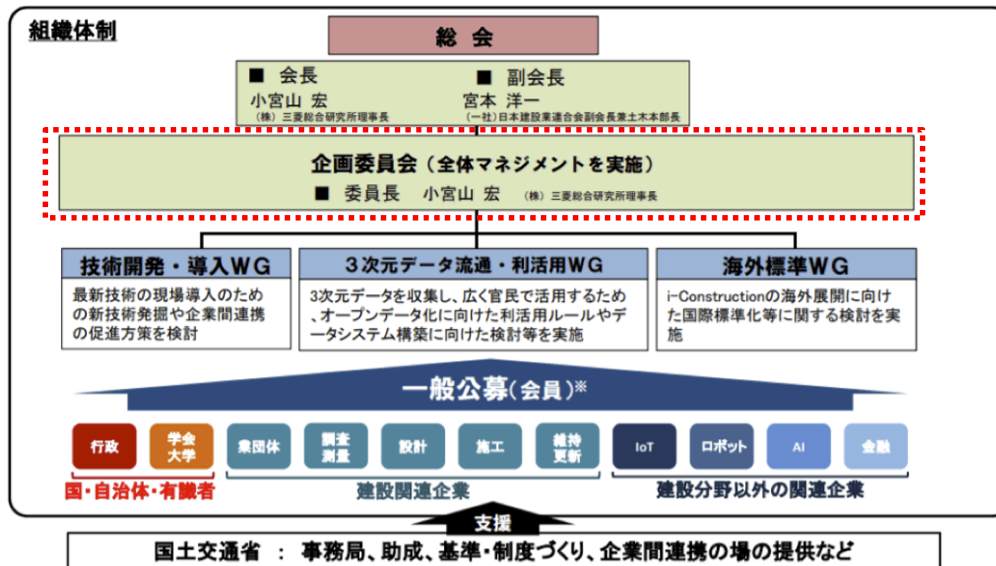 組織体制
総 会
■ 会長
小宮山 宏
(株) 三菱総合研究所理事長
■ 副会長
宮本 洋一
(一社)日本建設業連合会副会長兼土木本部長
企画委員会（全体マネジメントを実施）
■ 委員長 小宮山 宏 (株) 三菱総合研究所理事長
技術開発・導入WG
最新技術の現場導入のため
の新技術発掘や企業間連携
の促進方策を検討
３次元データ流通・利活用WG
3次元データを収集し、広く官民で活用するため
、オープンデータ化に向けた利活用ルールやデ
ータシステム構築に向けた検討等を実施
海外標準WG
i-Constructionの海外展開に向け
た国際標準化等に関する検討を実
施
一般公募(会員)※
行政
学会
大学
業団体
調査
測量
設計
施工
維持
更新
IoT
ロボット
AI
金融
国・自治体・有識者
建設関連企業
建設分野以外の関連企業
支援
国土交通省 ： 事務局、助成、基準・制度づくり、企業間連携の場の提供など